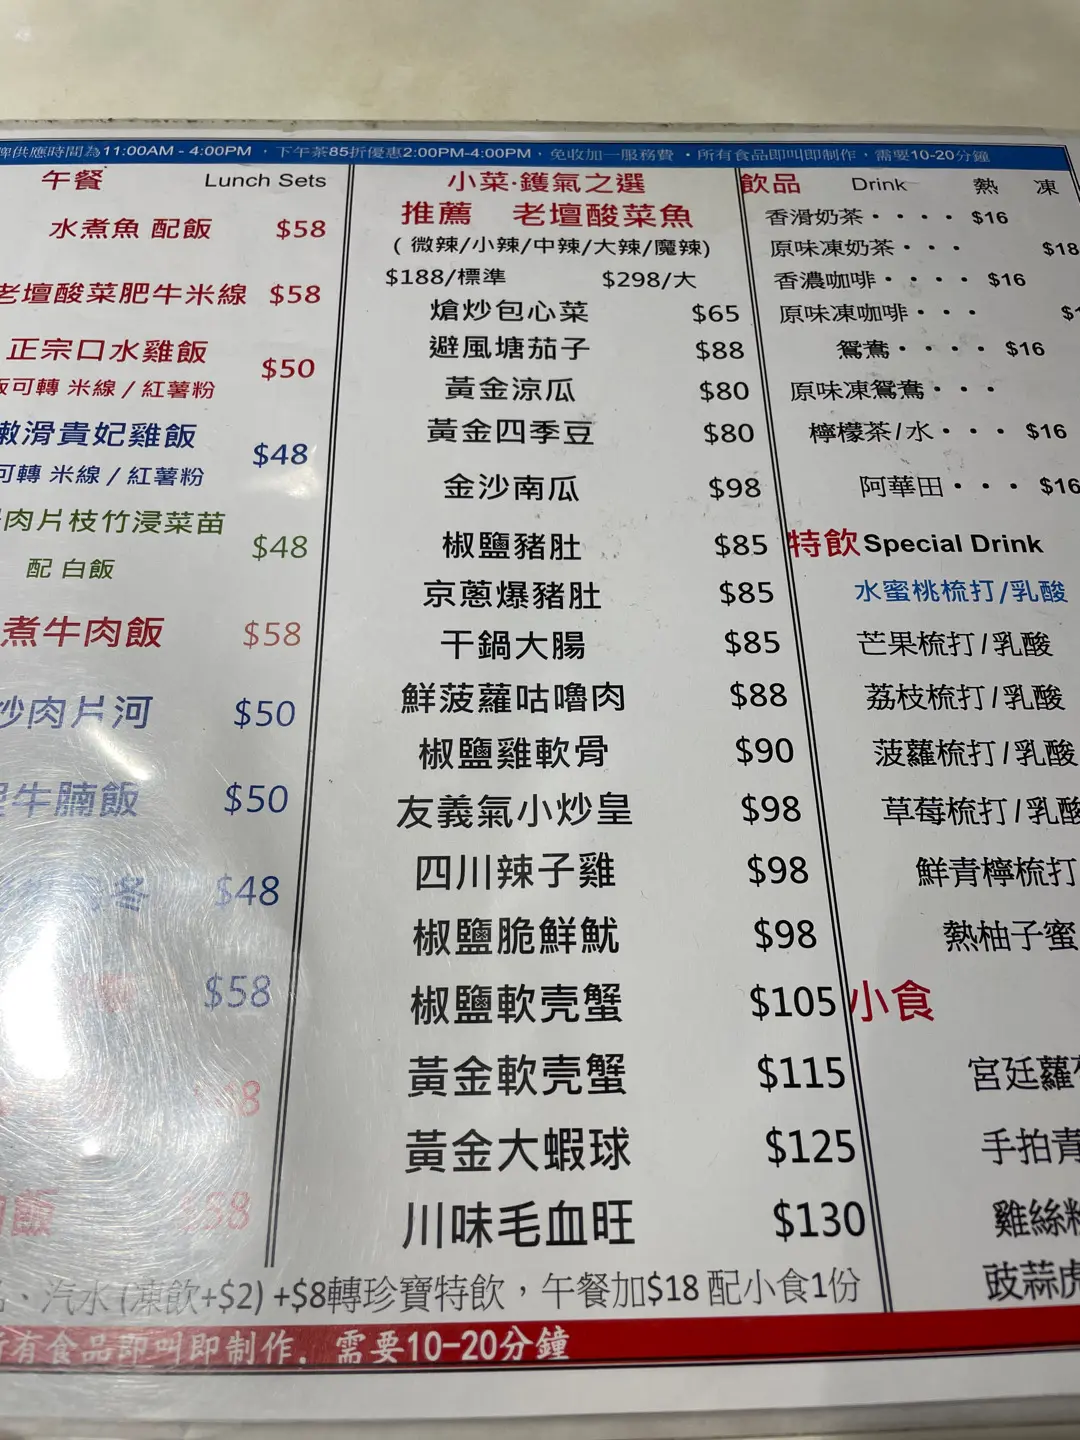 供應時間為11:00AM - 4:00PM，下午茶85折優惠2:00PM-4:00PM，免收加一服務費・所有食品即叫即制作，需要10-20分鐘
午餐 Lunch Sets
水煮魚 配飯 $58
老壇酸菜肥牛米線 $58
正宗口水雞飯 $50
飯可轉 米線 / 紅薯粉
嫩滑貴妃雞飯 $48
可轉 米線 / 紅薯粉
肉片枝竹浸菜苗 $48
配 白飯
煮牛肉飯 $58
炒肉片河 $50
牛腩飯 $50
冬 $48
$58
飯
小菜·鑊氣之選
推薦 老壇酸菜魚
( 微辣/小辣/中辣/大辣/魔辣)
$188/標準 $298/大
熗炒包心菜 $65
避風塘茄子 $88
黃金涼瓜 $80
黃金四季豆 $80
金沙南瓜 $98
椒鹽豬肚 $85
京蔥爆豬肚 $85
干鍋大腸 $85
鮮菠蘿咕嚕肉 $88
椒鹽雞軟骨 $90
友義氣小炒皇 $98
四川辣子雞 $98
椒鹽脆鮮魷 $98
椒鹽軟壳蟹 $105
黃金軟壳蟹 $115
黃金大蝦球 $125
川味毛血旺 $130
飲品 Drink 熱 凍
香滑奶茶・・・・ $16
原味凍奶茶・・・ $18
香濃咖啡・・・・ $16
原味凍咖啡・・・
鴛鴦・・・・ $16
原味凍鴛鴦・・・
檸檬茶/水・・・ $16
阿華田・・・ $16
特飲 Special Drink
水蜜桃梳打/乳酸
芒果梳打/乳酸
荔枝梳打/乳酸
菠蘿梳打/乳酸
草莓梳打/乳酸
鮮青檸梳打
熱柚子蜜
小食
宮廷蘿
手拍青
雞絲粉
豉蒜虎
、汽水 (凍飲+$2) +$8轉珍寶特飲，午餐加$18 配小食1份
所有食品即叫即制作．需要10-20分鐘